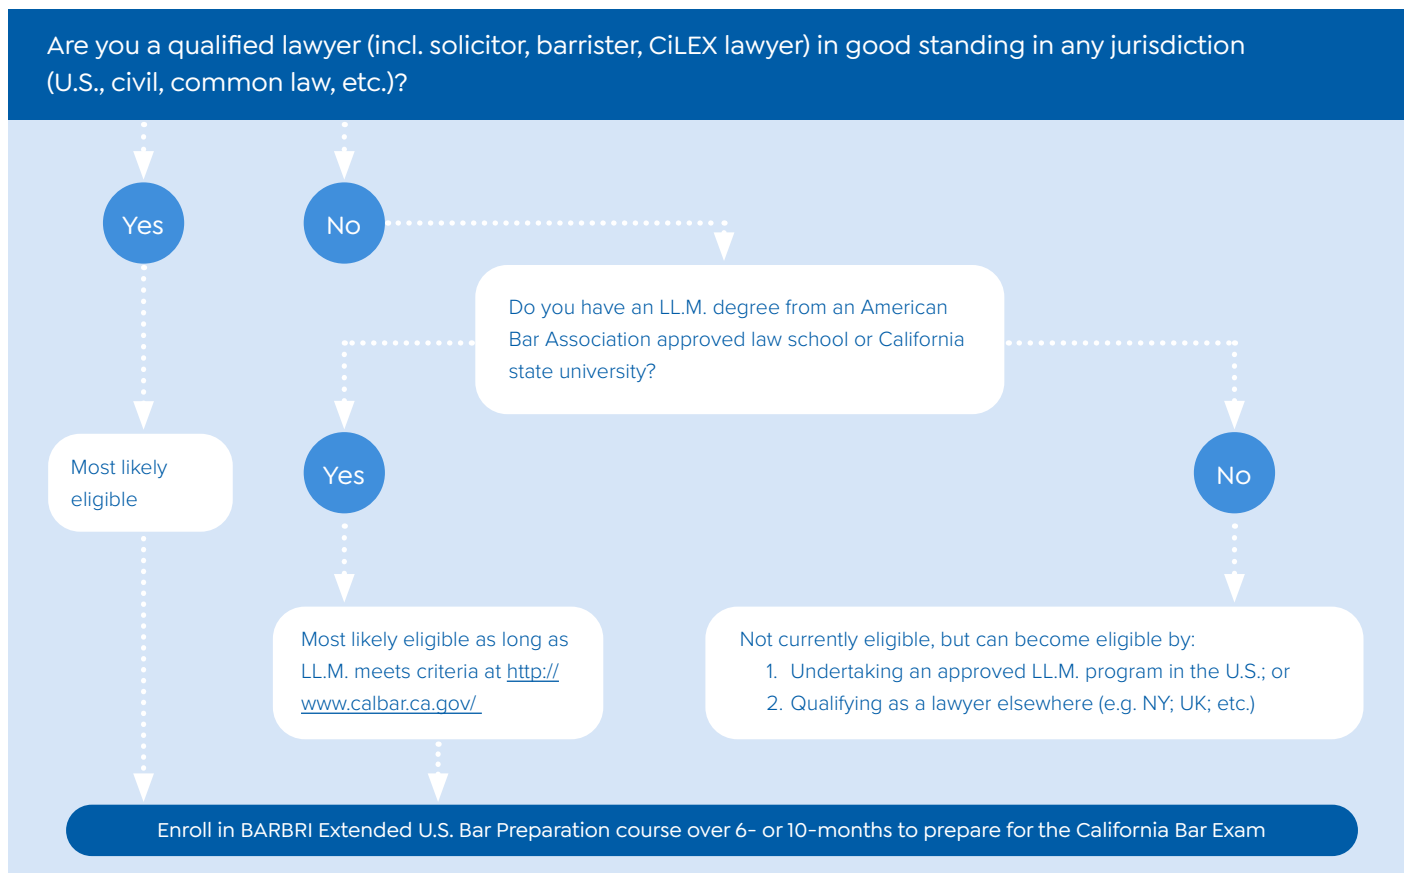 Are you a qualified lawyer (incl. solicitor, barrister, CiLEX lawyer) in good standing in any jurisdiction
(U.S., civil, common law, etc.)?
Yes
No
Do you have an LL.M. degree from an American
Bar Association approved law school or California
state university?
Most likely
eligible
Yes
No
Most likely eligible as long as
LL.M. meets criteria at http://
www.calbar.ca.gov/
Not currently eligible, but can become eligible by:
1. Undertaking an approved LL.M. program in the U.S.; or
2. Qualifying as a lawyer elsewhere (e.g. NY; UK; etc.)
Enroll in BARBRI Extended U.S. Bar Preparation course over 6- or 10-months to prepare for the California Bar Exam